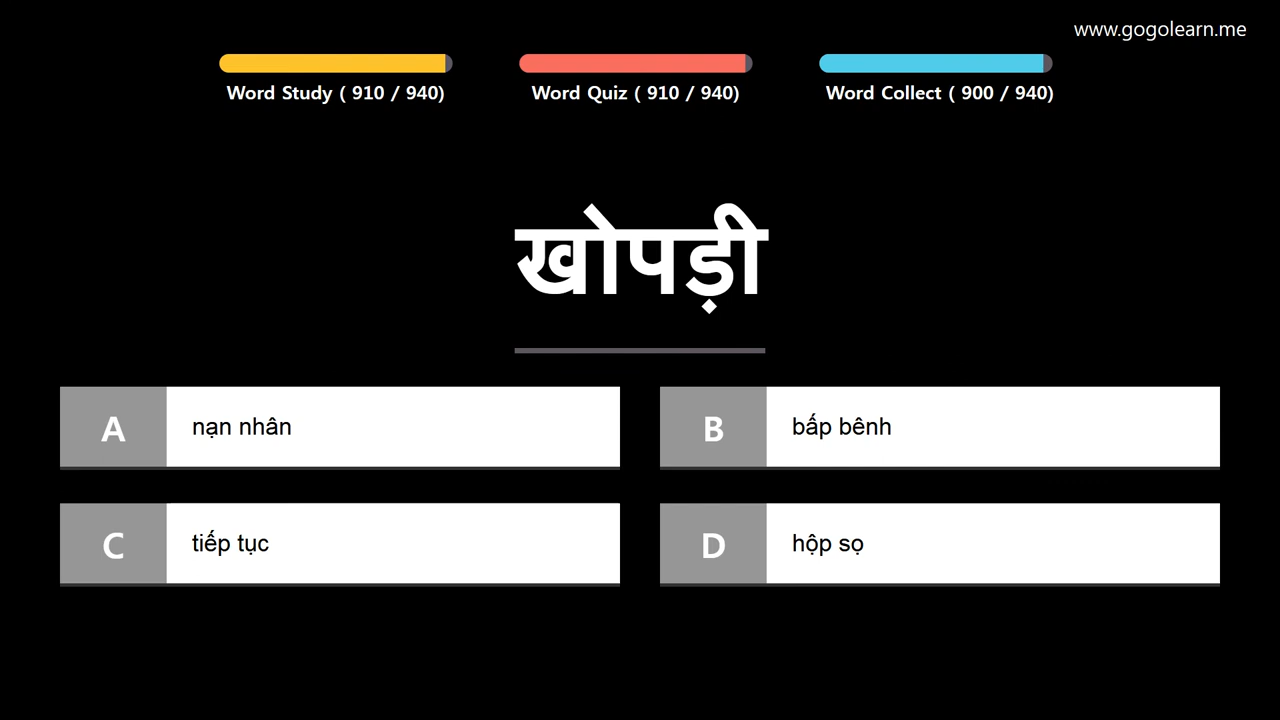 www.gogolearn.me
Word Study ( 910 / 940)
Word Quiz ( 910 / 940)
Word Collect ( 900 / 940)
खोपड़ी
A
nạn nhân
B
bấp bênh
C
tiếp tục
D
hộp sọ